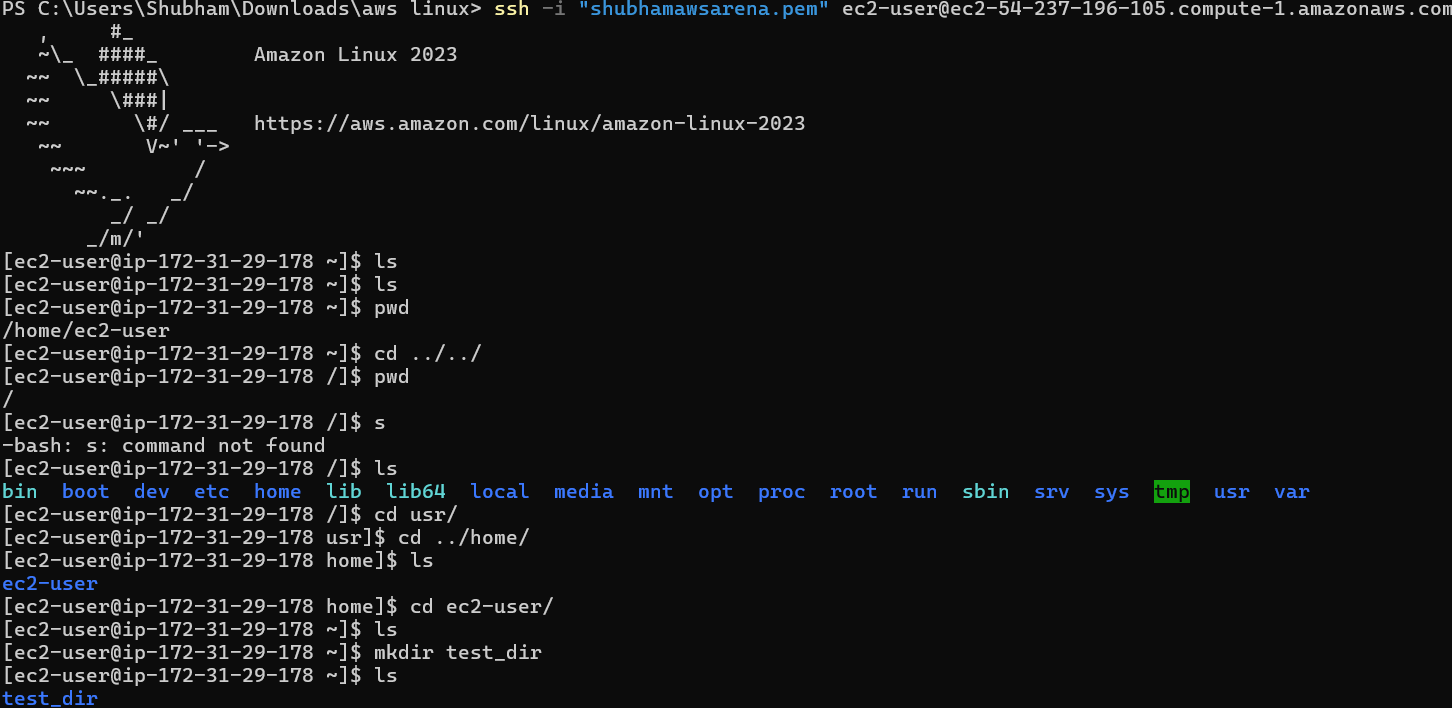 PS C:\Users\Shubham\Downloads\aws linux> ssh -i "shubhamawsarena.pem" ec2-user@ec2-54-237-196-105.compute-1.amazonaws.com
   ,     #_
   ~\_  ####_        Amazon Linux 2023
  ~~  \_#####\
  ~~     \###|
  ~~       \#/ ___   https://aws.amazon.com/linux/amazon-linux-2023
   ~~       V~' '->
    ~~~         /
      ~~._.   _/
         _/ _/
       _/m/'
[ec2-user@ip-172-31-29-178 ~]$ ls
[ec2-user@ip-172-31-29-178 ~]$ ls
[ec2-user@ip-172-31-29-178 ~]$ pwd
/home/ec2-user
[ec2-user@ip-172-31-29-178 ~]$ cd ../../
[ec2-user@ip-172-31-29-178 /]$ pwd
/
[ec2-user@ip-172-31-29-178 /]$ s
-bash: s: command not found
[ec2-user@ip-172-31-29-178 /]$ ls
bin  boot  dev  etc  home  lib  lib64  local  media  mnt  opt  proc  root  run  sbin  srv  sys  tmp  usr  var
[ec2-user@ip-172-31-29-178 /]$ cd usr/
[ec2-user@ip-172-31-29-178 usr]$ cd ../home/
[ec2-user@ip-172-31-29-178 home]$ ls
ec2-user
[ec2-user@ip-172-31-29-178 home]$ cd ec2-user/
[ec2-user@ip-172-31-29-178 ~]$ ls
[ec2-user@ip-172-31-29-178 ~]$ mkdir test_dir
[ec2-user@ip-172-31-29-178 ~]$ ls
test_dir